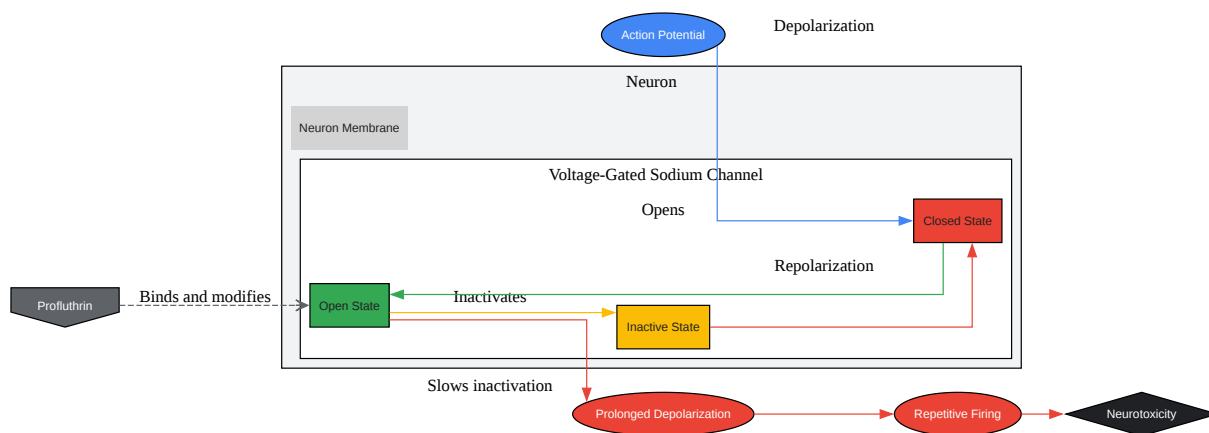 Depolarization
Action Potential
Neuron
Neuron Membrane
Voltage-Gated Sodium Channel
Opens
Closed State
Repolarization
Profluthrin
Binds and modifies
Open State
Inactivates
Inactive State
Slows inactivation
Prolonged Depolarization
Repetitive Firing
Neurotoxicity